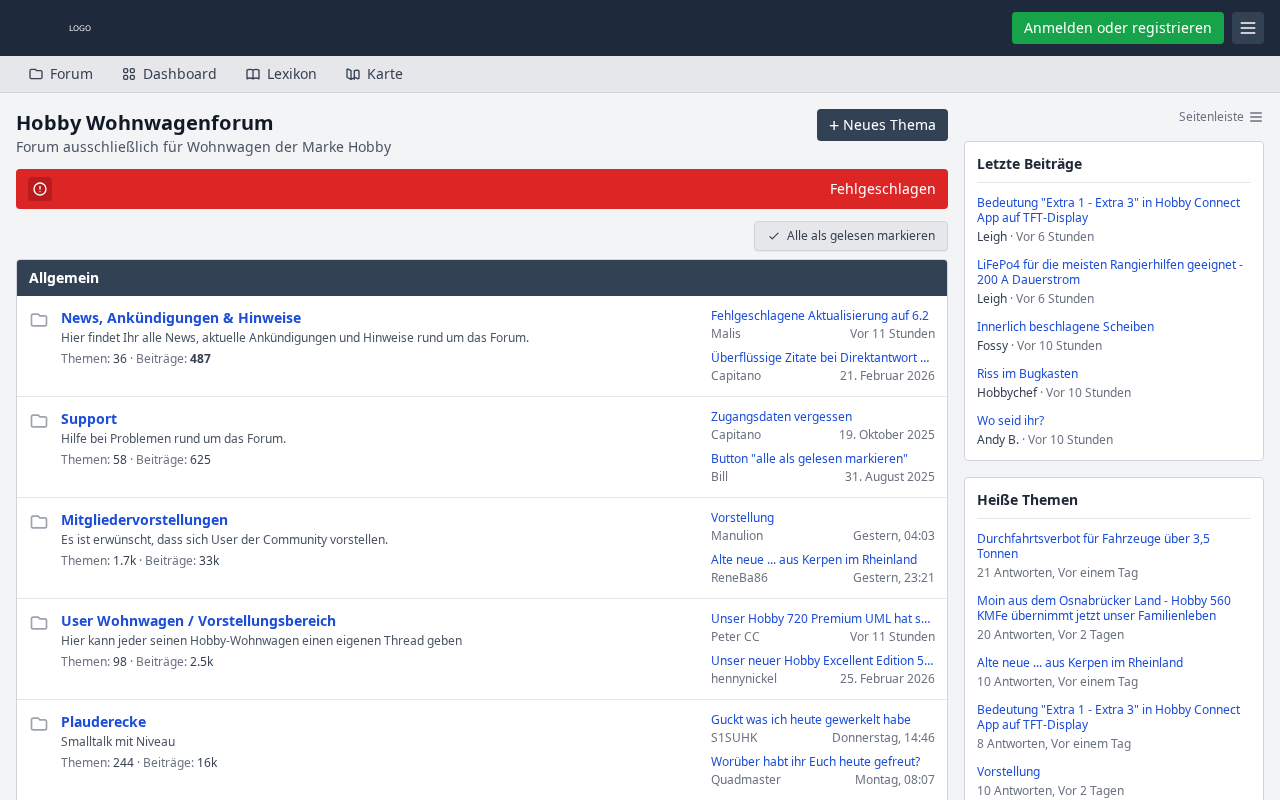 LOGO
Anmelden oder registrieren
Forum
Dashboard
Lexikon
Karte
Hobby Wohnwagenforum
Forum ausschließlich für Wohnwagen der Marke Hobby
+ Neues Thema
Fehlgeschlagen
Alle als gelesen markieren
Allgemein
News, Ankündigungen & Hinweise
Hier findet Ihr alle News, aktuelle Ankündigungen und Hinweise rund um das Forum.
Themen: 36 · Beiträge: 487
Fehlgeschlagene Aktualisierung auf 6.2
Malis Vor 11 Stunden
Überflüssige Zitate bei Direktantwort ...
Capitano 21. Februar 2026
Support
Hilfe bei Problemen rund um das Forum.
Themen: 58 · Beiträge: 625
Zugangsdaten vergessen
Capitano 19. Oktober 2025
Button "alle als gelesen markieren"
Bill 31. August 2025
Mitgliedervorstellungen
Es ist erwünscht, dass sich User der Community vorstellen.
Themen: 1.7k · Beiträge: 33k
Vorstellung
Manulion Gestern, 04:03
Alte neue ... aus Kerpen im Rheinland
ReneBa86 Gestern, 23:21
User Wohnwagen / Vorstellungsbereich
Hier kann jeder seinen Hobby-Wohnwagen einen eigenen Thread geben
Themen: 98 · Beiträge: 2.5k
Unser Hobby 720 Premium UML hat s...
Peter CC Vor 11 Stunden
Unser neuer Hobby Excellent Edition 5...
hennynickel 25. Februar 2026
Plauderecke
Smalltalk mit Niveau
Themen: 244 · Beiträge: 16k
Guckt was ich heute gewerkelt habe
S1SUHK Donnerstag, 14:46
Worüber habt ihr Euch heute gefreut?
Quadmaster Montag, 08:07
Seitenleiste
Letzte Beiträge
Bedeutung "Extra 1 - Extra 3" in Hobby Connect
App auf TFT-Display
Leigh · Vor 6 Stunden
LiFePo4 für die meisten Rangierhilfen geeignet -
200 A Dauerstrom
Leigh · Vor 6 Stunden
Innerlich beschlagene Scheiben
Fossy · Vor 10 Stunden
Riss im Bugkasten
Hobbychef · Vor 10 Stunden
Wo seid ihr?
Andy B. · Vor 10 Stunden
Heiße Themen
Durchfahrtsverbot für Fahrzeuge über 3,5
Tonnen
21 Antworten, Vor einem Tag
Moin aus dem Osnabrücker Land - Hobby 560
KMFe übernimmt jetzt unser Familienleben
20 Antworten, Vor 2 Tagen
Alte neue ... aus Kerpen im Rheinland
10 Antworten, Vor einem Tag
Bedeutung "Extra 1 - Extra 3" in Hobby Connect
App auf TFT-Display
8 Antworten, Vor einem Tag
Vorstellung
10 Antworten, Vor 2 Tagen